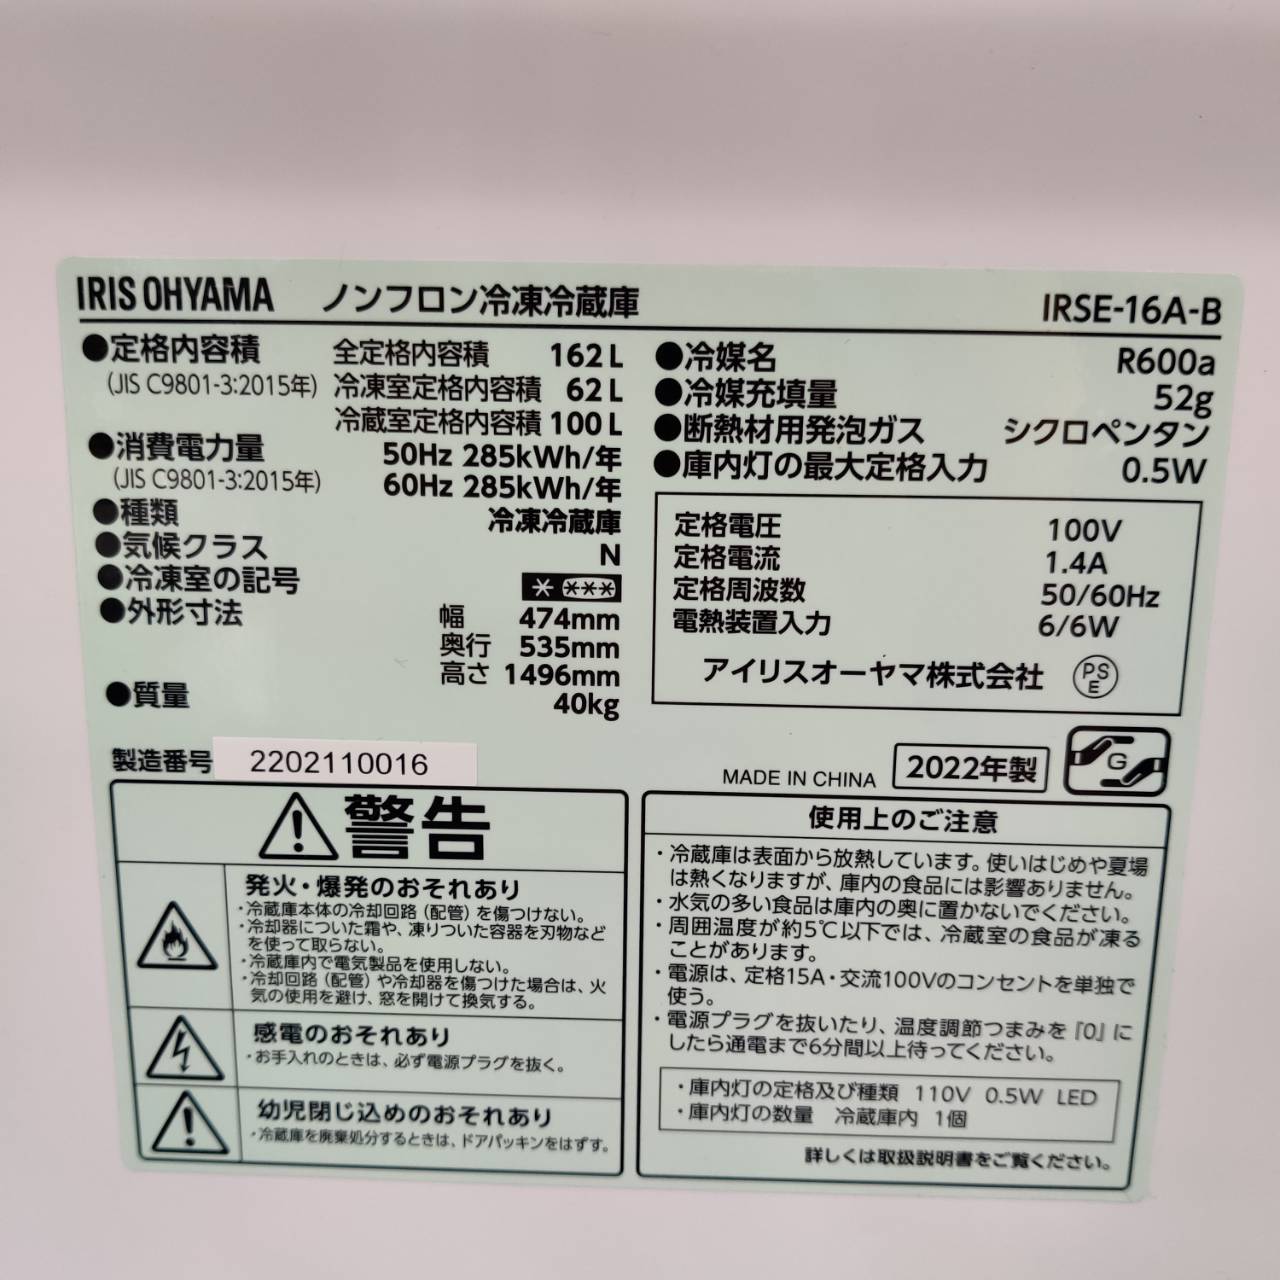 IRIS OHYAMA ノンフロン冷凍冷蔵庫 IRSE-16A-B
●定格内容積 全定格内容積 162L
(JIS C9801-3:2015年) 冷凍室定格内容積 62L
冷蔵室定格内容積 100L
●消費電力量 50Hz 285kWh/年
(JIS C9801-3:2015年) 60Hz 285kWh/年
●種類 冷凍冷蔵庫
●気候クラス N
●冷凍室の記号 * ***
●外形寸法 幅 474mm
奥行 535mm
高さ 1496mm
●質量 40kg
●冷媒名 R600a
●冷媒充填量 52g
●断熱材用発泡ガス シクロペンタン
●庫内灯の最大定格入力 0.5W
定格電圧 100V
定格電流 1.4A
定格周波数 50/60Hz
電熱装置入力 6/6W
アイリスオーヤマ株式会社 PSE
製造番号 2202110016
MADE IN CHINA 2022年製 G
警告
発火・爆発のおそれあり
・冷蔵庫本体の冷却回路(配管)を傷つけない。
・冷却器についた霜や、凍りついた容器を刃物など
を使って取らない。
・冷蔵庫内で電気製品を使用しない。
・冷却回路(配管)や冷却器を傷つけた場合は、火
気の使用を避け、窓を開けて換気する。
感電のおそれあり
・お手入れのときは、必ず電源プラグを抜く。
幼児閉じ込めのおそれあり
・冷蔵庫を廃棄処分するときは、ドアパッキンをはずす。
使用上のご注意
・冷蔵庫は表面から放熱しています。使いはじめや夏場
は熱くなりますが、庫内の食品には影響ありません。
・水気の多い食品は庫内の奥に置かないでください。
・周囲温度が約5℃以下では、冷蔵室の食品が凍る
ことがあります。
・電源は、定格15A・交流100Vのコンセントを単独で
使う。
・電源プラグを抜いたり、温度調節つまみを『0』に
したら通電まで6分間以上待ってください。
・庫内灯の定格及び種類 110V 0.5W LED
・庫内灯の数量 冷蔵庫内 1個
詳しくは取扱説明書をご覧ください。